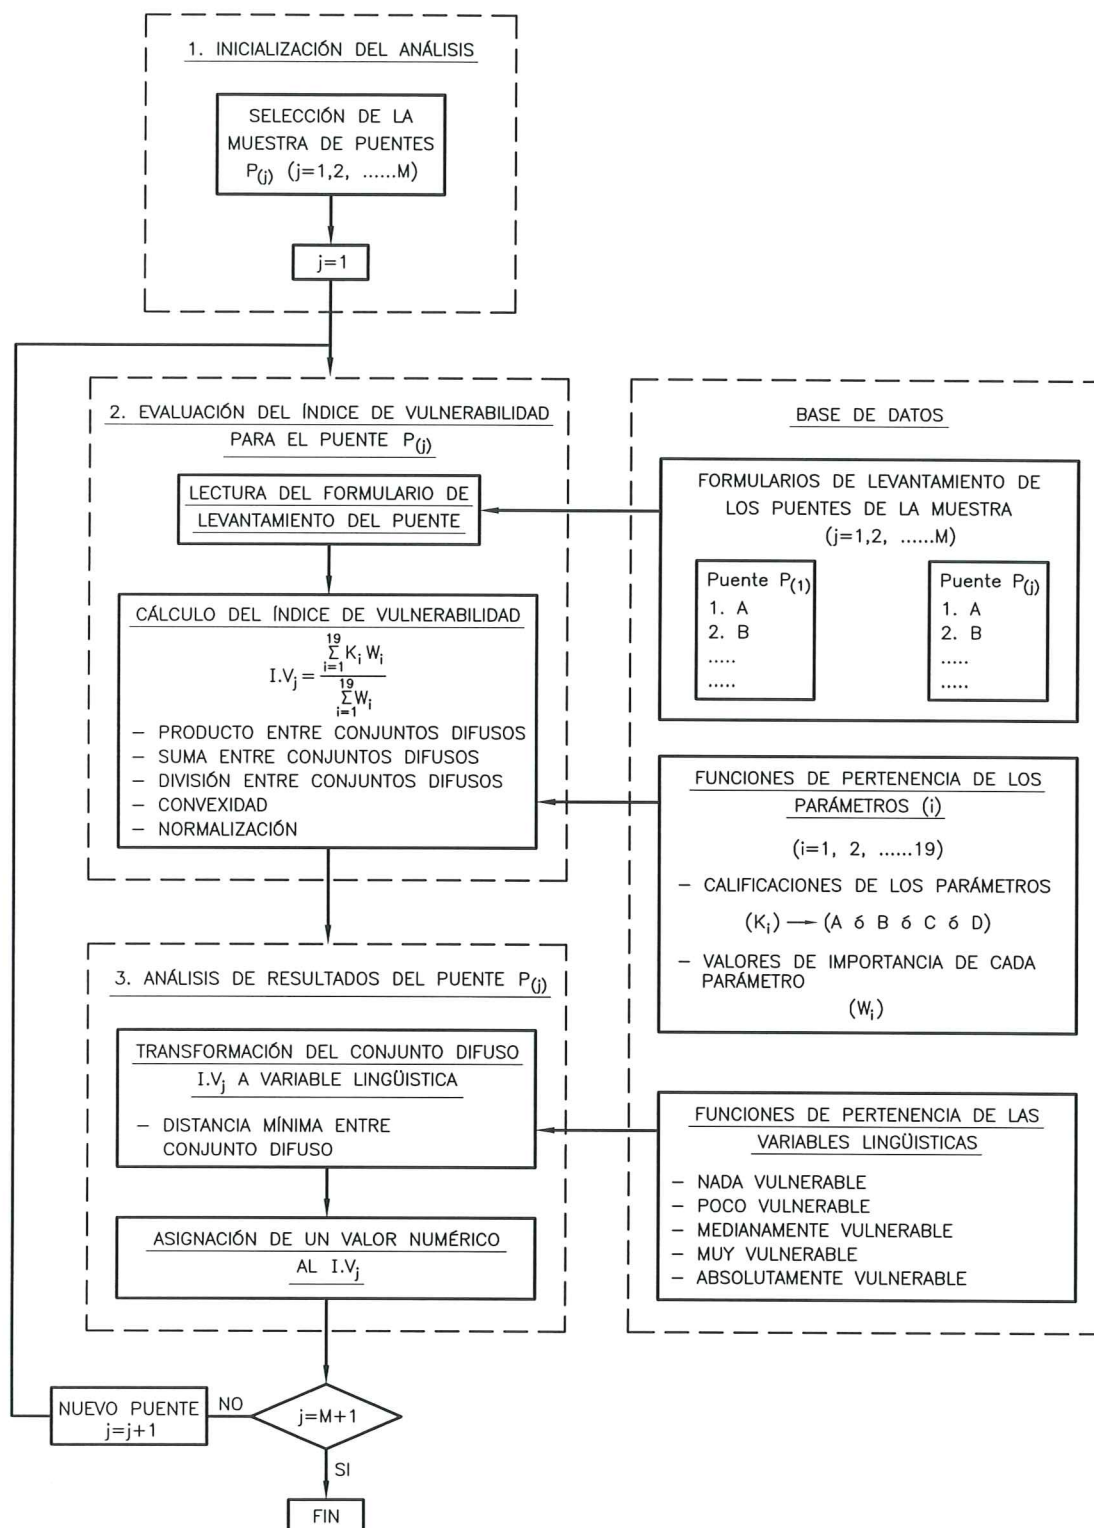 1. INICIALIZACIÓN DEL ANÁLISIS
SELECCIÓN DE LA
MUESTRA DE PUENTES
P(j) (j=1,2, ......M)
j=1
2. EVALUACIÓN DEL ÍNDICE DE VULNERABILIDAD
PARA EL PUENTE P(j)
LECTURA DEL FORMULARIO DE
LEVANTAMIENTO DEL PUENTE
CÁLCULO DEL ÍNDICE DE VULNERABILIDAD
I.Vj = 19 Σ i=1 Ki Wi / 19 Σ i=1 Wi
– PRODUCTO ENTRE CONJUNTOS DIFUSOS
– SUMA ENTRE CONJUNTOS DIFUSOS
– DIVISIÓN ENTRE CONJUNTOS DIFUSOS
– CONVEXIDAD
– NORMALIZACIÓN
3. ANÁLISIS DE RESULTADOS DEL PUENTE P(j)
TRANSFORMACIÓN DEL CONJUNTO DIFUSO
I.Vj A VARIABLE LINGÜISTICA
– DISTANCIA MÍNIMA ENTRE
CONJUNTO DIFUSO
ASIGNACIÓN DE UN VALOR NUMÉRICO
AL I.Vj
j=M+1
NO
NUEVO PUENTE
j=j+1
SI
FIN
BASE DE DATOS
FORMULARIOS DE LEVANTAMIENTO DE
LOS PUENTES DE LA MUESTRA
(j=1,2, ......M)
Puente P(1)
1. A
2. B
.....
.....
Puente P(j)
1. A
2. B
.....
.....
FUNCIONES DE PERTENENCIA DE LOS
PARÁMETROS (i)
(i=1, 2, ......19)
– CALIFICACIONES DE LOS PARÁMETROS
(Ki) → (A ó B ó C ó D)
– VALORES DE IMPORTANCIA DE CADA
PARÁMETRO
(Wi)
FUNCIONES DE PERTENENCIA DE LAS
VARIABLES LINGÜISTICAS
– NADA VULNERABLE
– POCO VULNERABLE
– MEDIANAMENTE VULNERABLE
– MUY VULNERABLE
– ABSOLUTAMENTE VULNERABLE